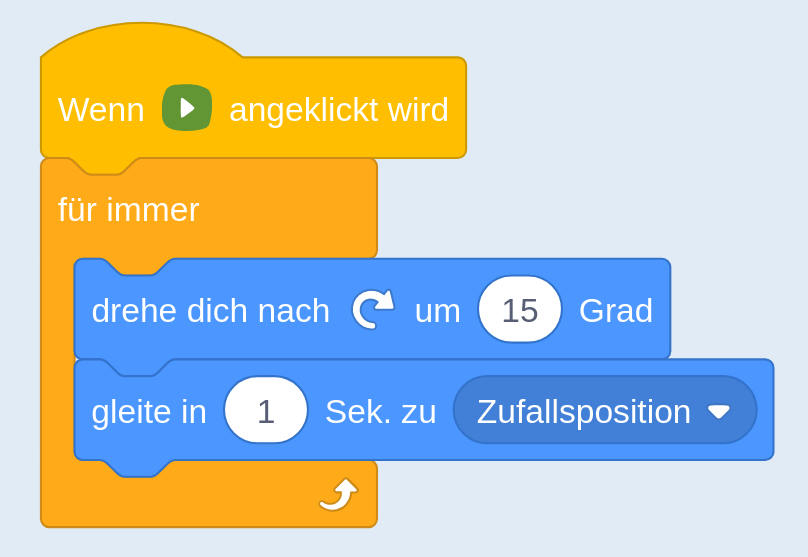 Wenn angeklickt wird
für immer
drehe dich nach um 15 Grad
gleite in 1 Sek. zu Zufallsposition